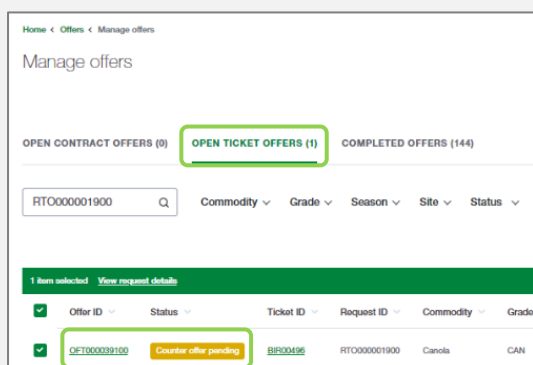 Home < Offers < Manage offers
Manage offers
OPEN CONTRACT OFFERS (0) OPEN TICKET OFFERS (1) COMPLETED OFFERS (144)
RTO000001900 Commodity Grade Season Site Status
1 item selected View request details
Offer ID Status Ticket ID Request ID Commodity Grade
OFT000039100 Counter offer pending BIR00496 RTO000001900 Canola CAN